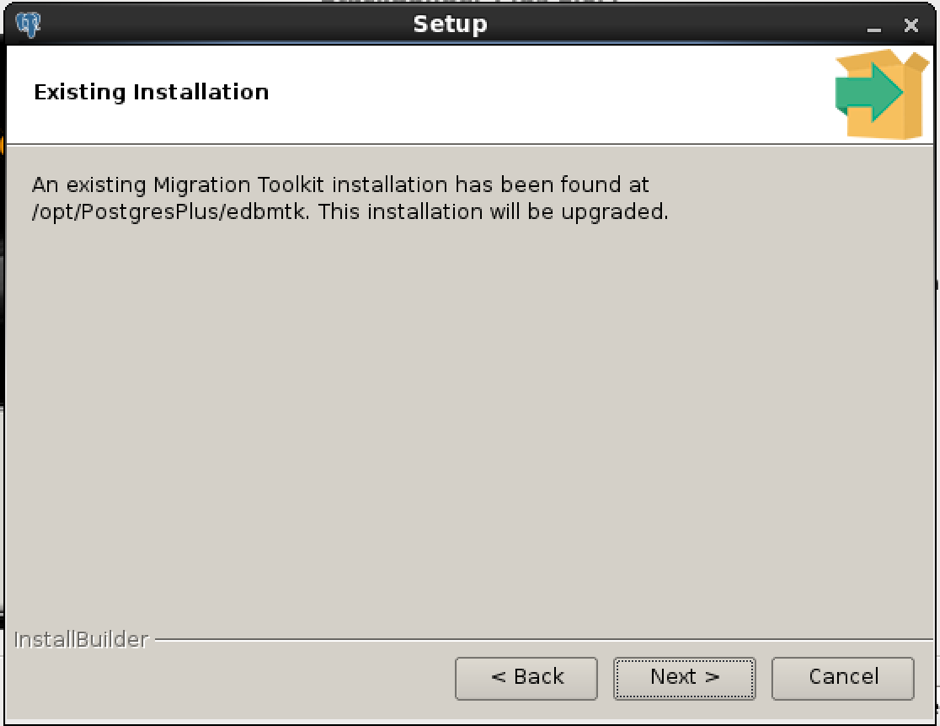 Setup
Existing Installation
An existing Migration Toolkit installation has been found at
/opt/PostgresPlus/edbmtk. This installation will be upgraded.
InstallBuilder
< Back
Next >
Cancel